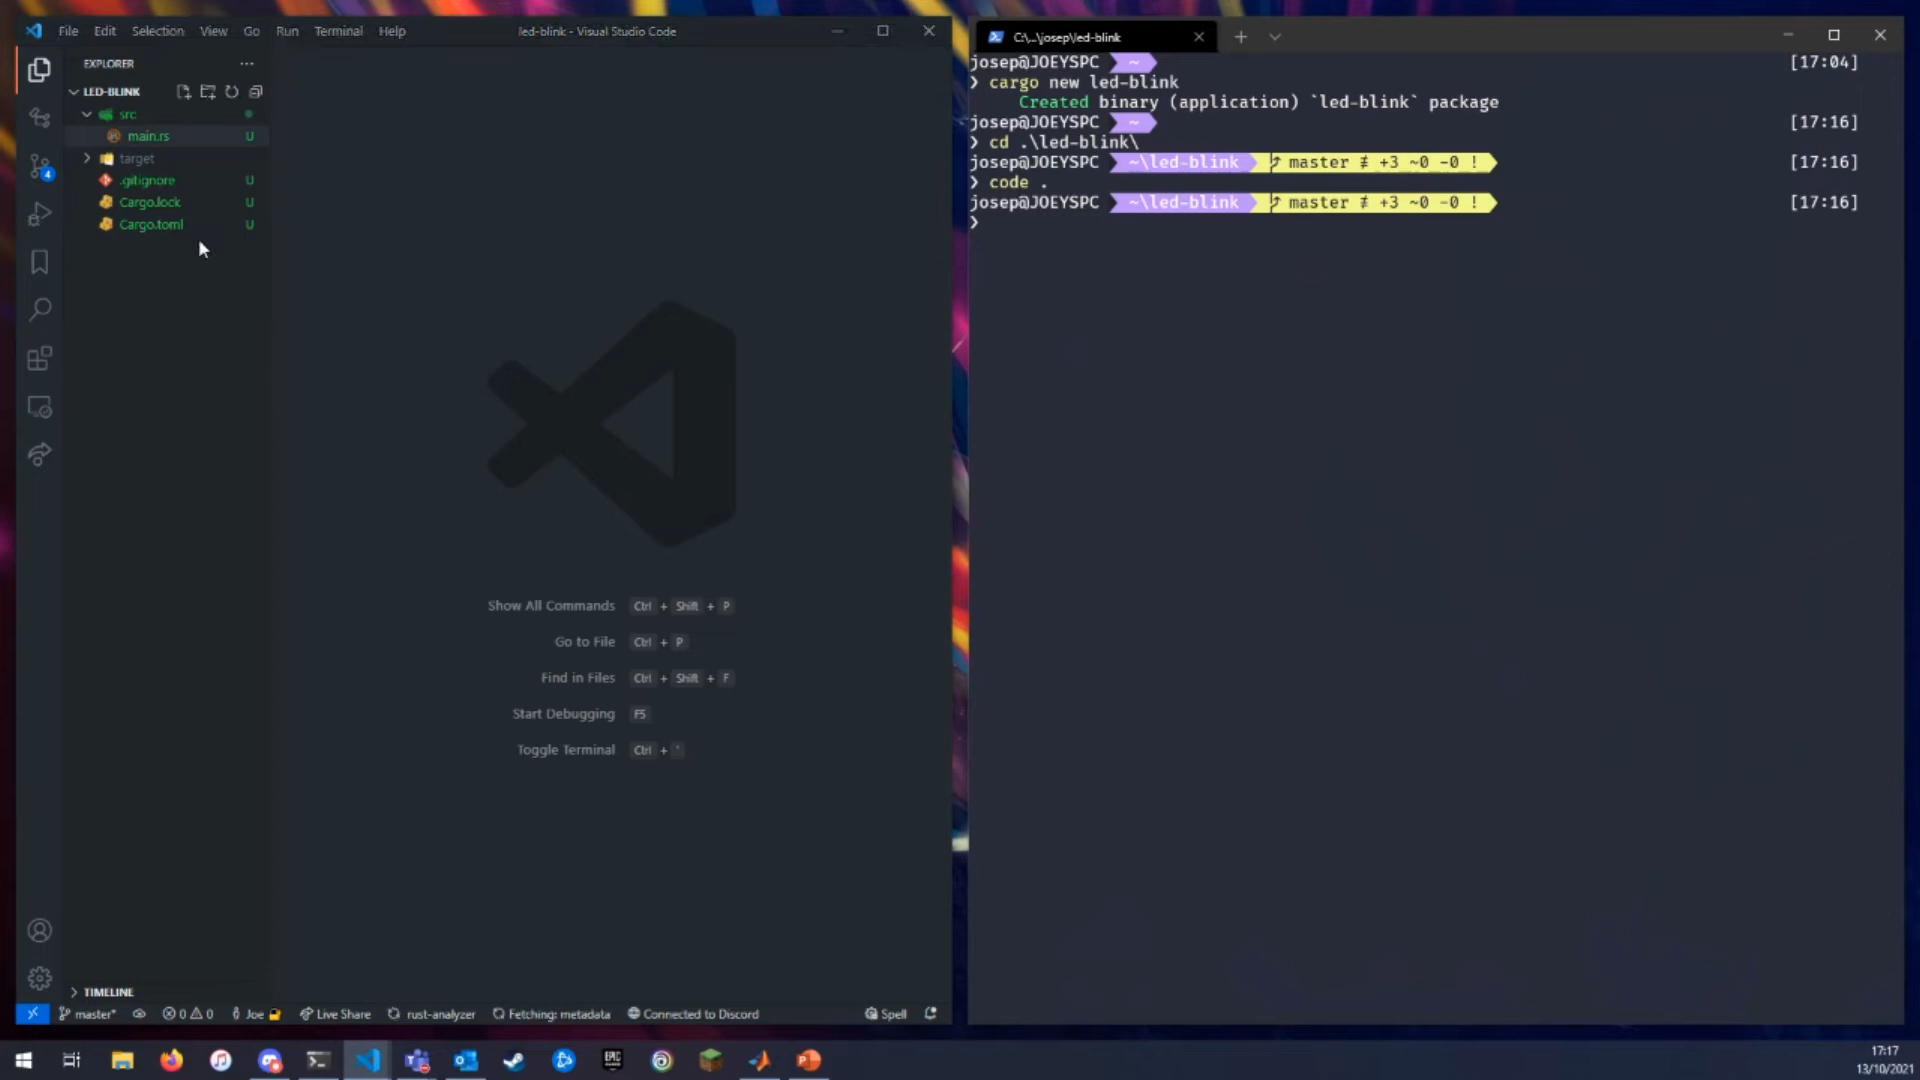 File Edit Selection View Go Run Terminal Help
led-blink - Visual Studio Code
EXPLORER
LED-BLINK
src
main.rs U
target
.gitignore U
Cargo.lock U
Cargo.toml U
4
Show All Commands Ctrl + Shift + P
Go to File Ctrl + P
Find in Files Ctrl + Shift + F
Start Debugging F5
Toggle Terminal Ctrl + `
TIMELINE
master* 0 0 Joe Live Share rust-analyzer Fetching: metadata Connected to Discord Spell
C:\...\josep\led-blink
josep@JOEYSPC ~ [17:04]
❯ cargo new led-blink
Created binary (application) `led-blink` package
josep@JOEYSPC ~ [17:16]
❯ cd .\led-blink\
josep@JOEYSPC ~\led-blink master ≢ +3 ~0 -0 ! [17:16]
❯ code .
josep@JOEYSPC ~\led-blink master ≢ +3 ~0 -0 ! [17:16]
❯
EPIC
17:17
13/10/2021